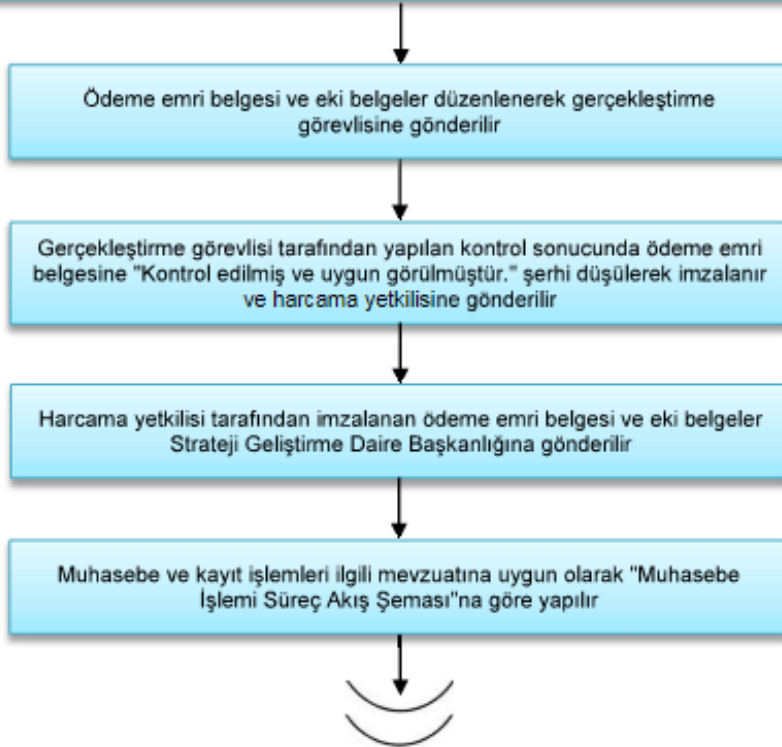 Ödeme emri belgesi ve eki belgeler düzenlenerek gerçekleştirme
görevlisine gönderilir
Gerçekleştirme görevlisi tarafından yapılan kontrol sonucunda ödeme emri
belgesine "Kontrol edilmiş ve uygun görülmüştür." şerhi düşülerek imzalanır
ve harcama yetkilisine gönderilir
Harcama yetkilisi tarafından imzalanan ödeme emri belgesi ve eki belgeler
Strateji Geliştirme Daire Başkanlığına gönderilir
Muhasebe ve kayıt işlemleri ilgili mevzuatına uygun olarak "Muhasebe
İşlemi Süreç Akış Şeması"na göre yapılır